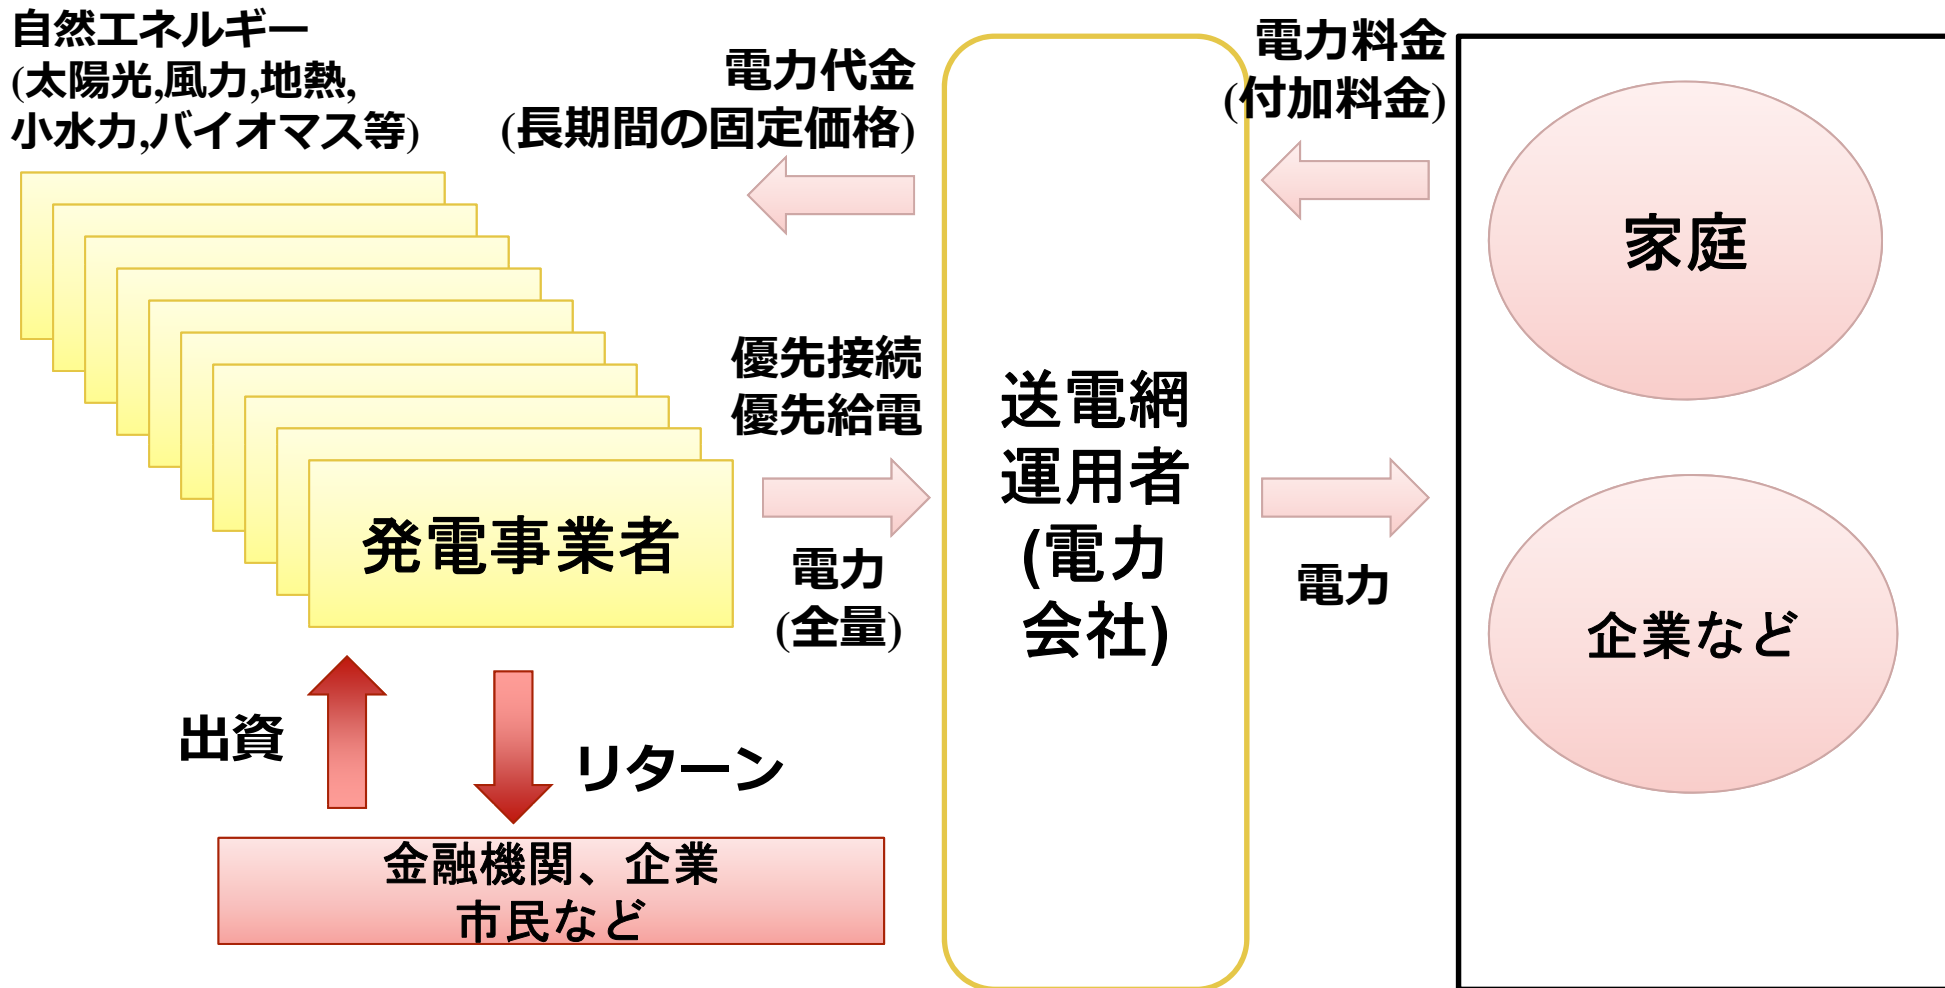 自然エネルギー
(太陽光,風力,地熱,
小水力,バイオマス等)
電力代金
(長期間の固定価格)
電力料金
(付加料金)
家庭
優先接続
優先給電
送電網
運用者
(電力
会社)
発電事業者
電力
(全量)
電力
企業など
出資
リターン
金融機関、企業
市民など